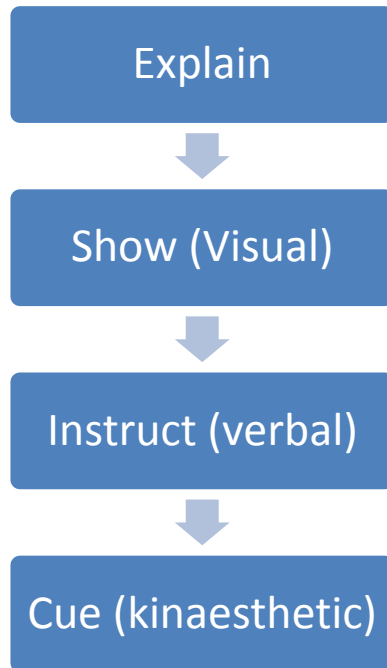 Explain
Show (Visual)
Instruct (verbal)
Cue (kinaesthetic)